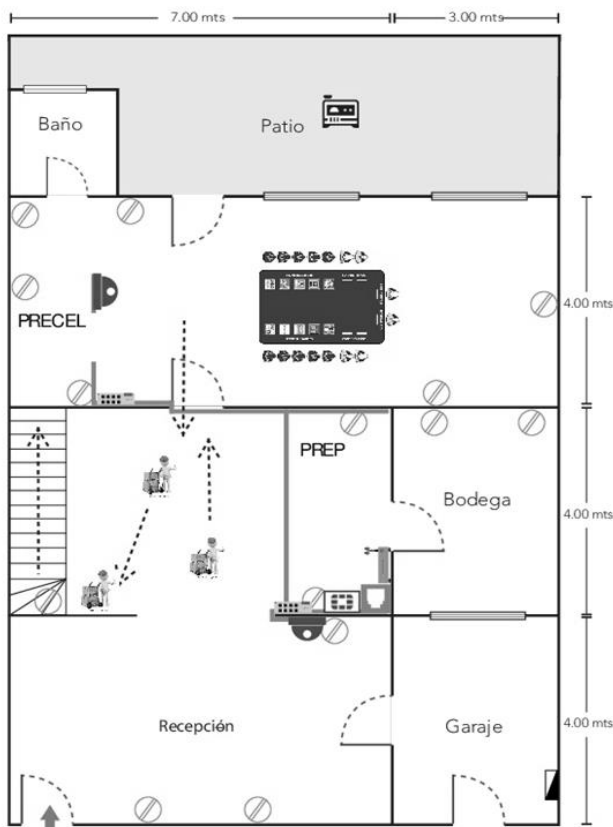 7.00 mts
3.00 mts
Baño
Patio
4.00 mts
PRECEL
PREP
Bodega
4.00 mts
Recepción
Garaje
4.00 mts